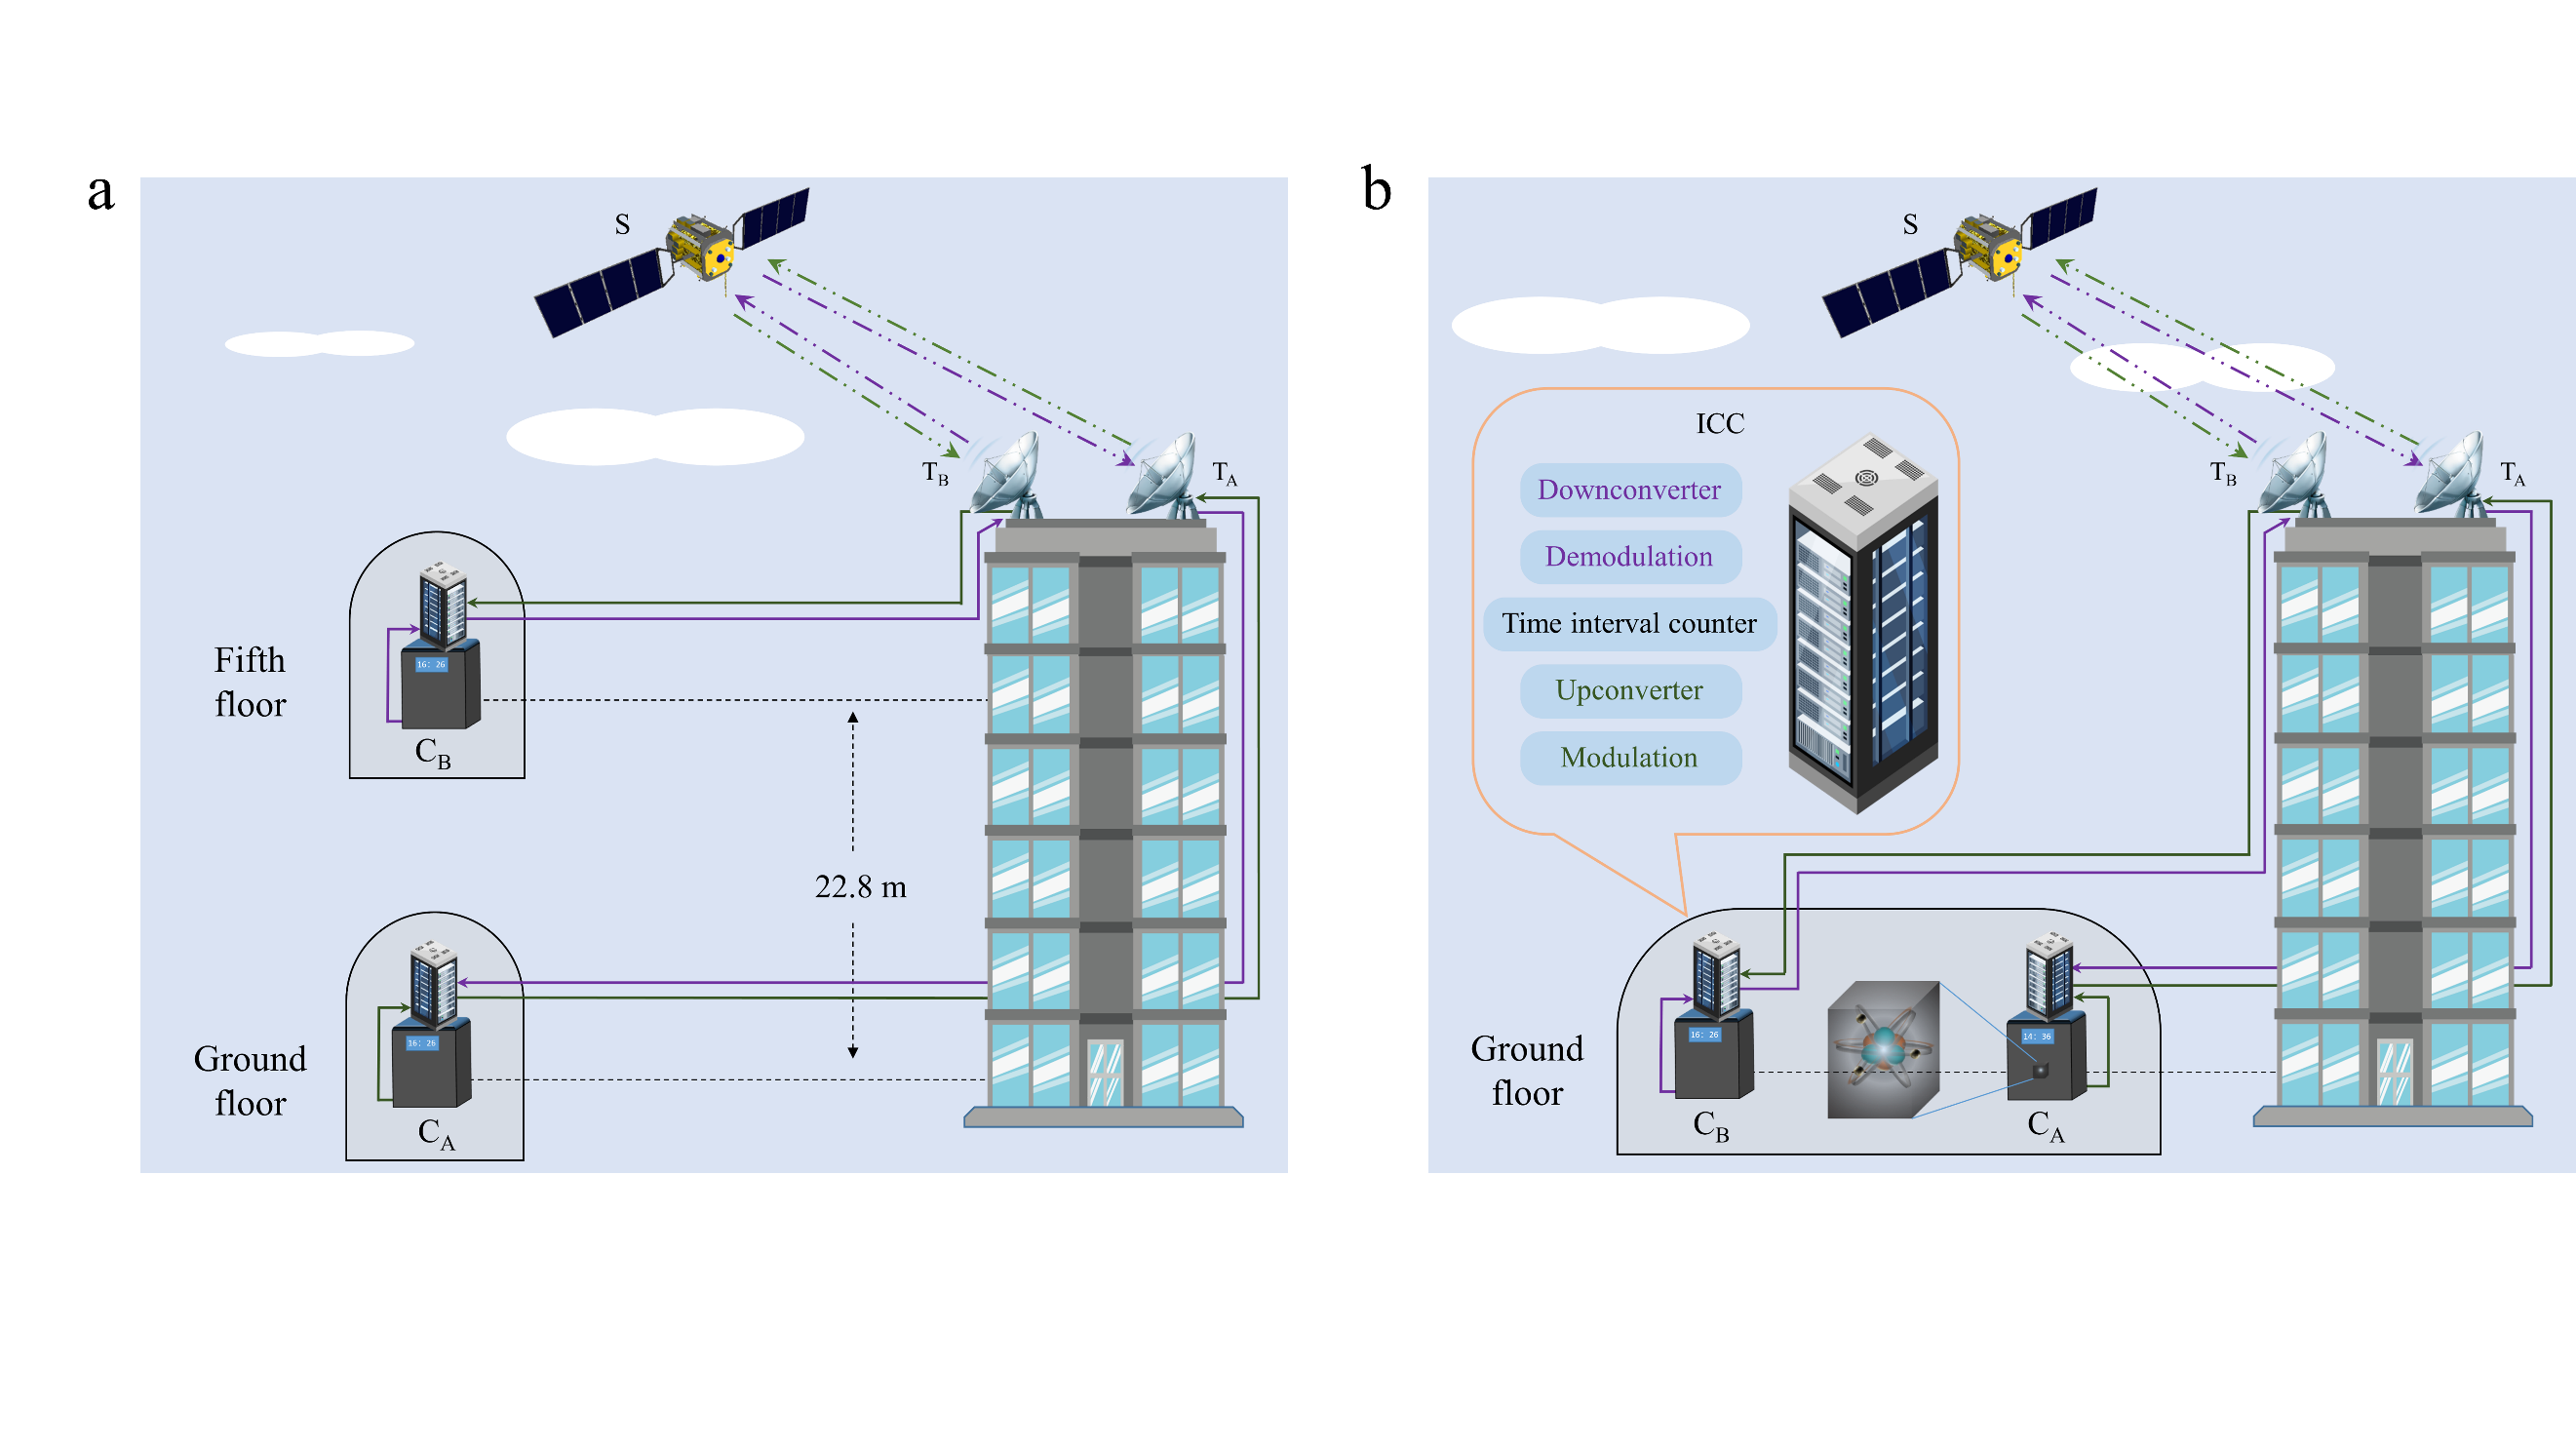 a
S
T_B
T_A
16: 26
Fifth
floor
C_B
22.8 m
16: 26
Ground
floor
C_A
b
S
ICC
T_B
T_A
Downconverter
Demodulation
Time interval counter
Upconverter
Modulation
16: 26
14: 36
Ground
floor
C_B
C_A